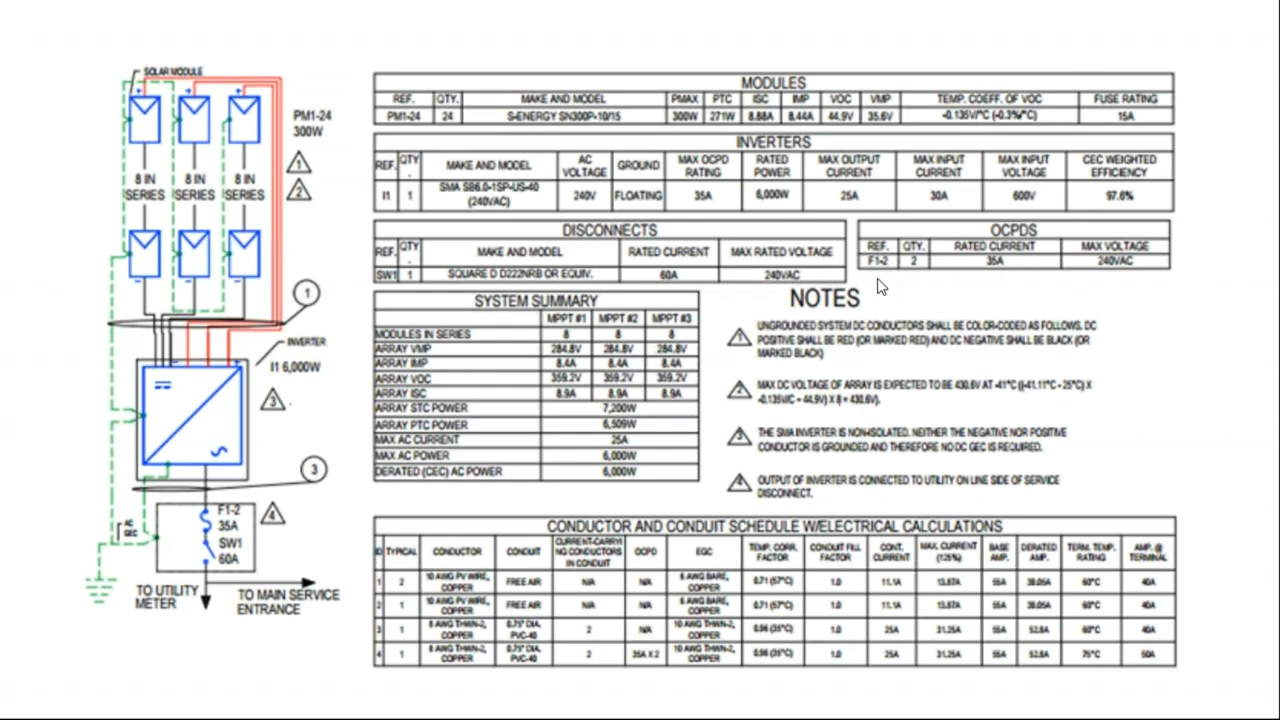 SOLAR MODULE
PM1-24
300W
1
2
8 IN SERIES
8 IN SERIES
8 IN SERIES
1
INVERTER
I1 6,000W
3
3
F1-2
35A
SW1
60A
4
AC
GEC
TO UTILITY
METER
TO MAIN SERVICE
ENTRANCE
MODULES
REF. QTY. MAKE AND MODEL PMAX PTC ISC IMP VOC VMP TEMP. COEFF. OF VOC FUSE RATING
PM1-24 24 S-ENERGY SN300P-10/15 300W 271W 8.88A 8.44A 44.9V 35.6V -0.135V/°C (-0.3%/°C) 15A
INVERTERS
REF. QTY. MAKE AND MODEL AC VOLTAGE GROUND MAX OCPD RATING RATED POWER MAX OUTPUT CURRENT MAX INPUT CURRENT MAX INPUT VOLTAGE CEC WEIGHTED EFFICIENCY
I1 1 SMA SB6.0-1SP-US-40 (240VAC) 240V FLOATING 35A 6,000W 25A 30A 600V 97.6%
DISCONNECTS
REF. QTY. MAKE AND MODEL RATED CURRENT MAX RATED VOLTAGE
SW1 1 SQUARE D D222NRB OR EQUIV. 60A 240VAC
OCPDS
REF. QTY. RATED CURRENT MAX VOLTAGE
F1-2 2 35A 240VAC
SYSTEM SUMMARY
MPPT #1 MPPT #2 MPPT #3
MODULES IN SERIES 8 8 8
ARRAY VMP 284.8V 284.8V 284.8V
ARRAY IMP 8.4A 8.4A 8.4A
ARRAY VOC 359.2V 359.2V 359.2V
ARRAY ISC 8.9A 8.9A 8.9A
ARRAY STC POWER 7,200W
ARRAY PTC POWER 6,509W
MAX AC CURRENT 25A
MAX AC POWER 6,000W
DERATED (CEC) AC POWER 6,000W
NOTES
1 UNGROUNDED SYSTEM DC CONDUCTORS SHALL BE COLOR-CODED AS FOLLOWS. DC
POSITIVE SHALL BE RED (OR MARKED RED) AND DC NEGATIVE SHALL BE BLACK (OR
MARKED BLACK)
2 MAX DC VOLTAGE OF ARRAY IS EXPECTED TO BE 430.6V AT -41°C ((-41.11°C - 25°C) X
-0.135V/C + 44.9V) X 8 = 430.6V).
3 THE SMA INVERTER IS NON-ISOLATED. NEITHER THE NEGATIVE NOR POSITIVE
CONDUCTOR IS GROUNDED AND THEREFORE NO DC GEC IS REQUIRED.
4 OUTPUT OF INVERTER IS CONNECTED TO UTILITY ON LINE SIDE OF SERVICE
DISCONNECT.
CONDUCTOR AND CONDUIT SCHEDULE W/ELECTRICAL CALCULATIONS
ID TYPICAL CONDUCTOR CONDUIT CURRENT-CARRYING CONDUCTORS IN CONDUIT OCPD EGC TEMP. CORR. FACTOR CONDUIT FILL FACTOR CONT. CURRENT MAX. CURRENT (125%) BASE AMP. DERATED AMP. TERM. TEMP. RATING AMP. @ TERMINAL
1 2 10 AWG PV WIRE, COPPER FREE AIR N/A N/A 6 AWG BARE, COPPER 0.71 (57°C) 1.0 11.1A 13.87A 55A 39.05A 60°C 40A
2 1 10 AWG PV WIRE, COPPER FREE AIR N/A N/A 6 AWG BARE, COPPER 0.71 (57°C) 1.0 11.1A 13.87A 55A 39.05A 60°C 40A
3 1 8 AWG THWN-2, COPPER 0.75" DIA. PVC-40 2 N/A 10 AWG THWN-2, COPPER 0.96 (35°C) 1.0 25A 31.25A 55A 52.8A 60°C 40A
4 1 8 AWG THWN-2, COPPER 0.75" DIA. PVC-40 2 35A X 2 10 AWG THWN-2, COPPER 0.96 (35°C) 1.0 25A 31.25A 55A 52.8A 75°C 50A